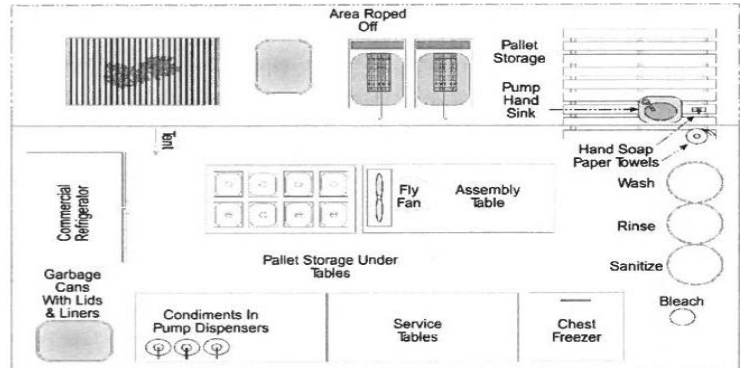 Area Roped
Off
Pallet
Storage
Pump
Hand
Sink
Hand Soap
Paper Towels
Tent
Commercial
Refrigerator
Fly
Fan
Assembly
Table
Wash
Rinse
Sanitize
Pallet Storage Under
Tables
Garbage
Cans
With Lids
& Liners
Condiments In
Pump Dispensers
Service
Tables
Chest
Freezer
Bleach